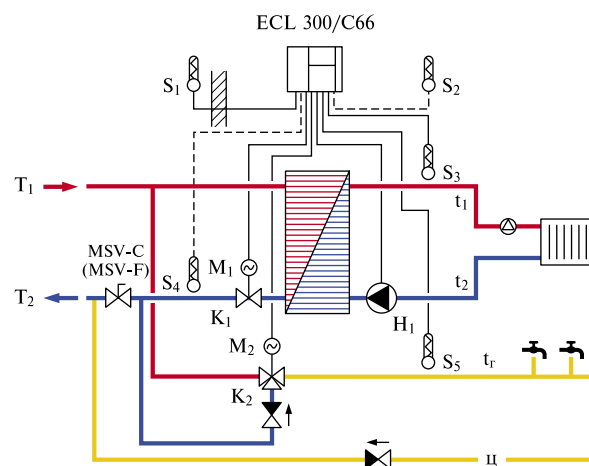 ECL 300/C66
S1
S2
S3
T1
t1
MSV-C
(MSV-F)
S4
M1
t2
T2
K1
H1
M2
S5
tг
K2
ц